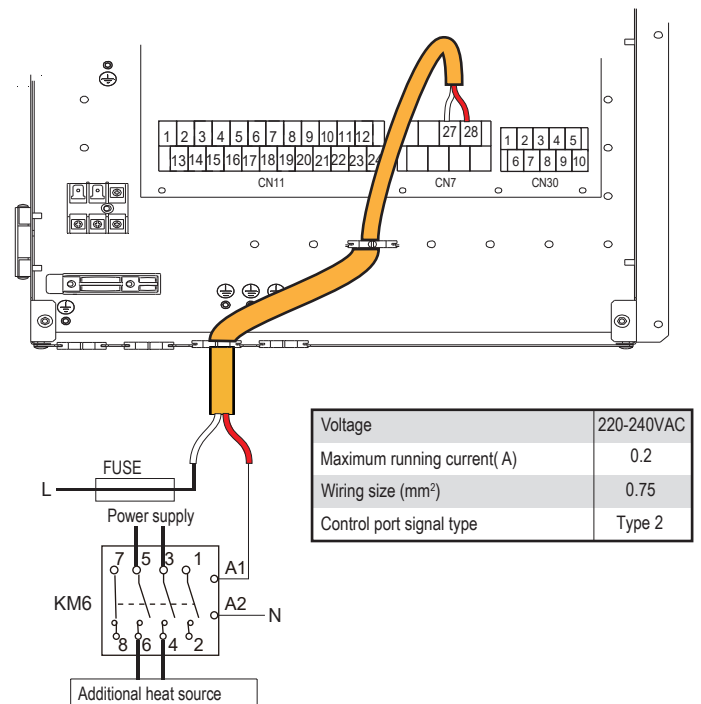 27 28
1 2 3 4 5 6 7 8 9 10 11 12
13 14 15 16 17 18 19 20 21 22 23 24
1 2 3 4 5
6 7 8 9 10
CN11
CN7
CN30
Voltage 220-240VAC
Maximum running current( A) 0.2
Wiring size (mm²) 0.75
Control port signal type Type 2
FUSE
L
Power supply
7 5 3 1
A1
KM6
A2
N
8 6 4 2
Additional heat source